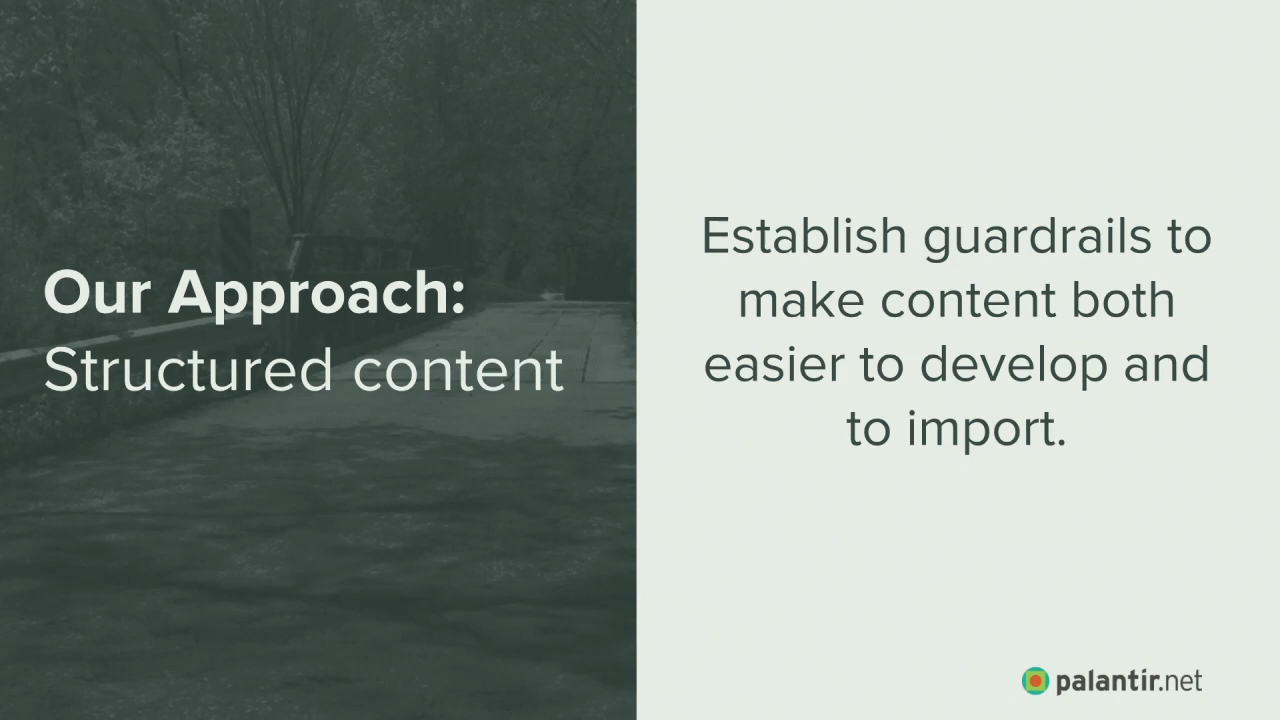 Our Approach:
Structured content
Establish guardrails to
make content both
easier to develop and
to import.
palantir.net